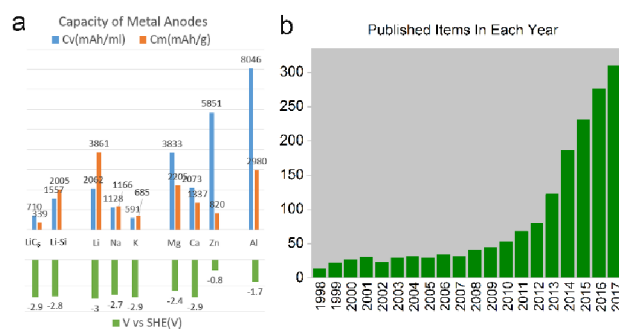 a
Capacity of Metal Anodes
Cv(mAh/ml) Cm(mAh/g)
8046
5851
3861
3833
2980
710
339
1557
2005
2062
1128
1166
591
685
2205
2073
1337
820
LiC6 Li-Si Li Na K Mg Ca Zn Al
-2.9 -2.8 -3 -2.7 -2.9 -2.4 -2.9 -0.8 -1.7
V vs SHE(V)
b
Published Items In Each Year
300
250
200
150
100
50
0
1998 1999 2000 2001 2002 2003 2004 2005 2006 2007 2008 2009 2010 2011 2012 2013 2014 2015 2016 2017